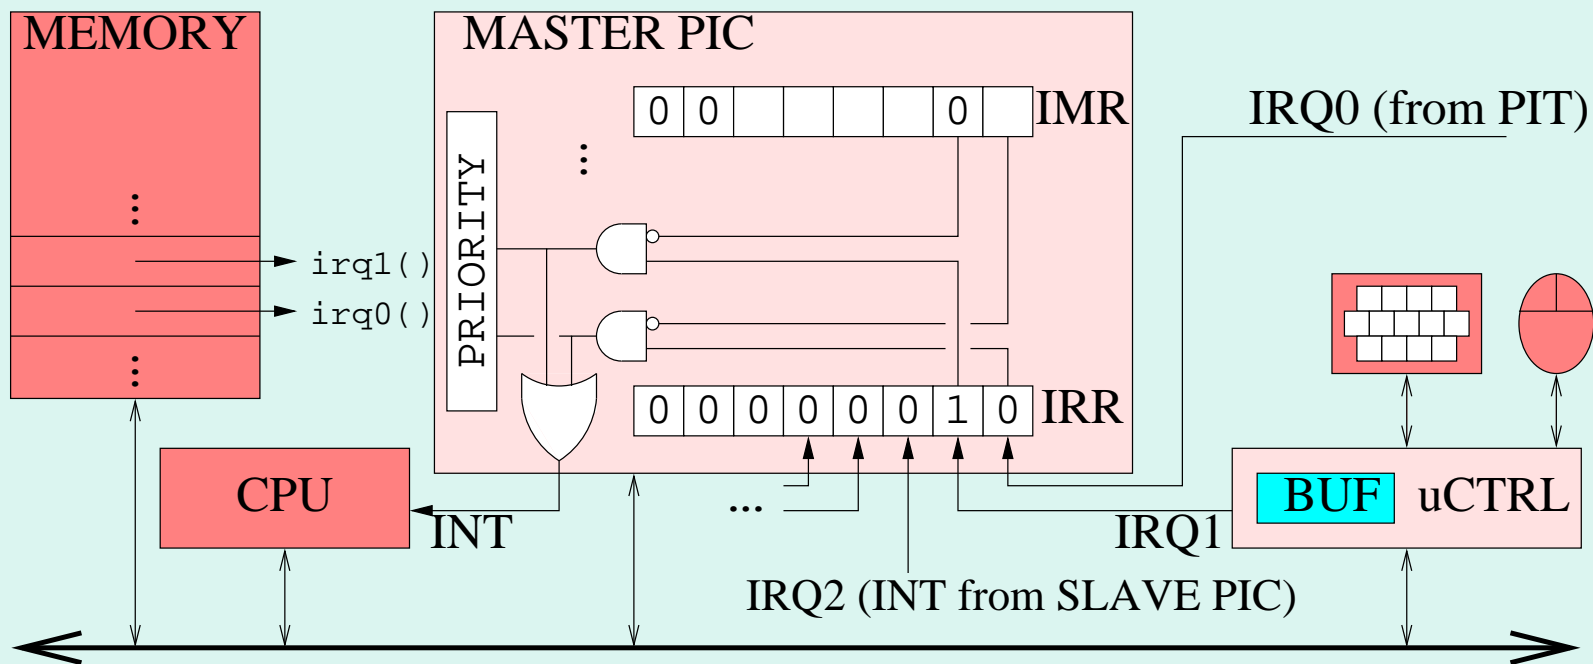 MEMORY
MASTER PIC
0 0 0 IMR
IRQ0 (from PIT)
...
...
PRIORITY
irq1()
irq0()
...
0 0 0 0 0 0 1 0 IRR
CPU
INT
...
IRQ1
BUF uCTRL
IRQ2 (INT from SLAVE PIC)